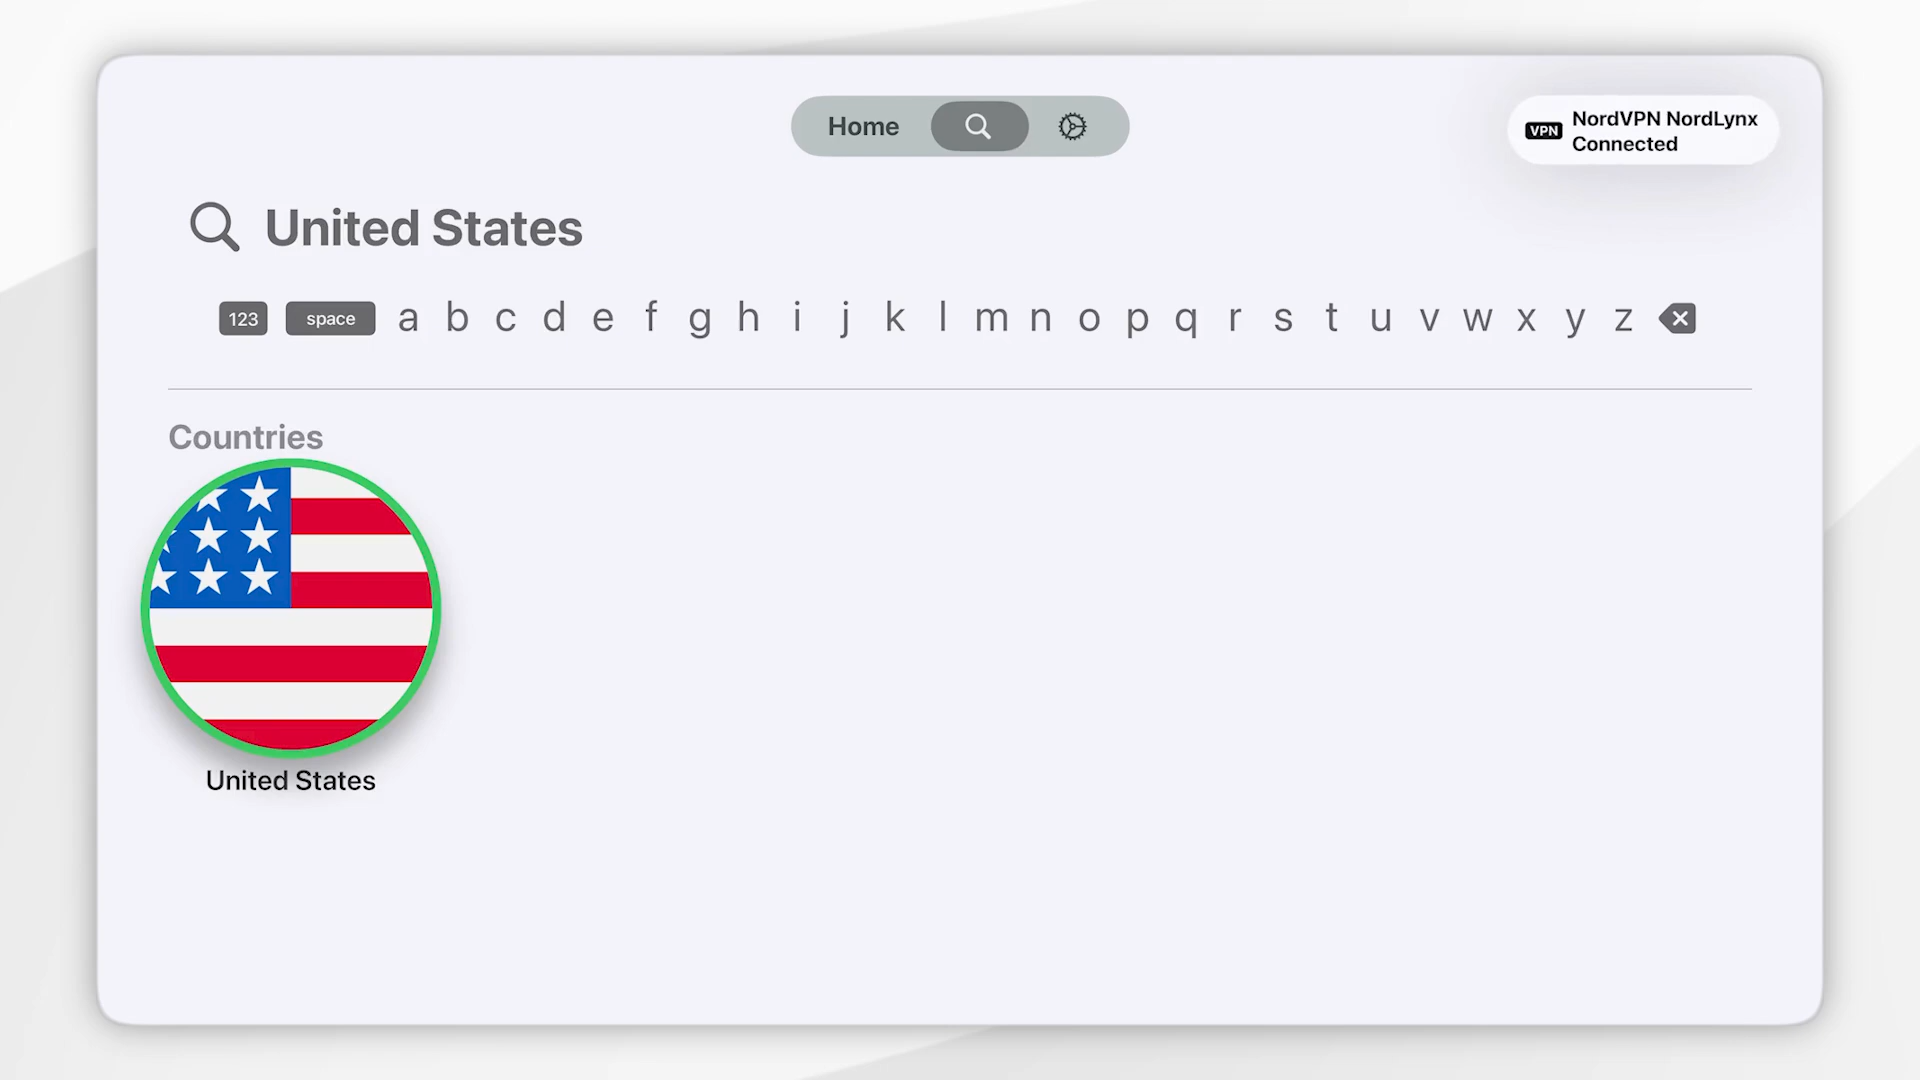 Home
VPN
NordVPN NordLynx
Connected
United States
123 space a b c d e f g h i j k l m n o p q r s t u v w x y z
Countries
United States